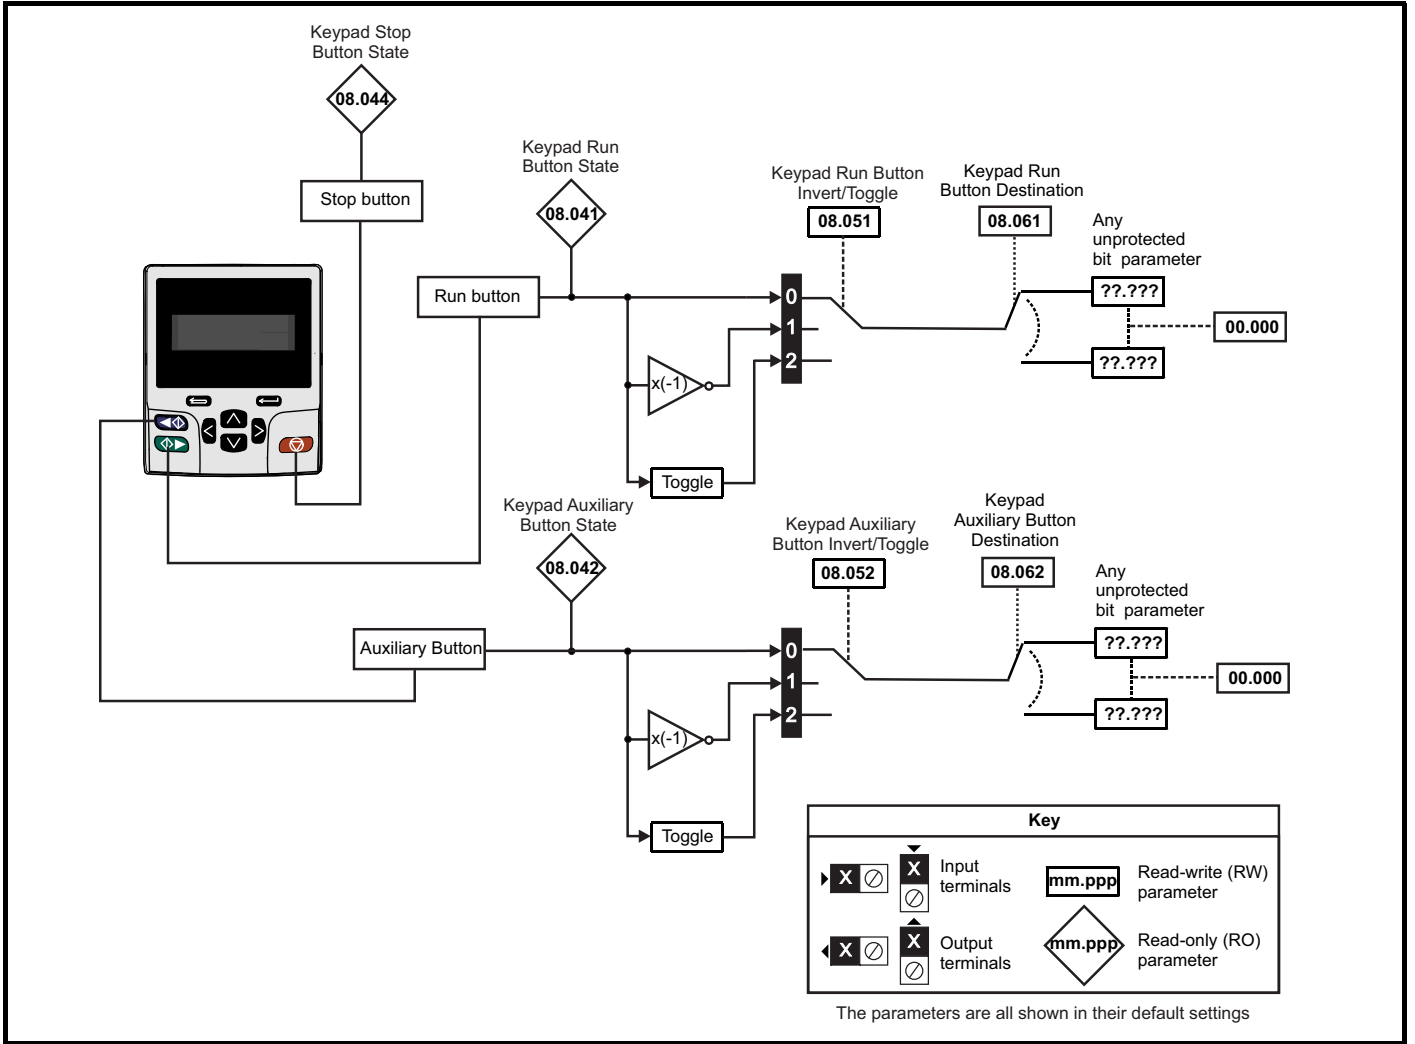 Keypad Stop
Button State
08.044
Stop button
Keypad Run
Button State
08.041
Run button
Keypad Run Button
Invert/Toggle
08.051
Keypad Run
Button Destination
08.061
Any
unprotected
bit parameter
??.???
??.???
00.000
0
1
2
x(-1)
Toggle
Keypad Auxiliary
Button State
08.042
Auxiliary Button
Keypad Auxiliary
Button Invert/Toggle
08.052
Keypad
Auxiliary Button
Destination
08.062
Any
unprotected
bit parameter
??.???
??.???
00.000
0
1
2
x(-1)
Toggle
Key
X
X
Input
terminals
mm.ppp
Read-write (RW)
parameter
X
X
Output
terminals
mm.ppp
Read-only (RO)
parameter
The parameters are all shown in their default settings